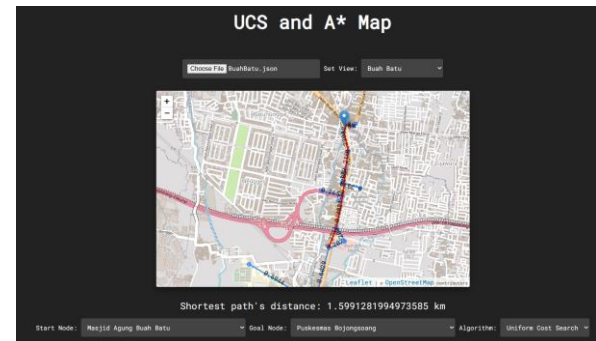 UCS and A* Map
Choose File BuahBatu.json Set View: Buah Batu
+
-
Leaflet | © OpenStreetMap contributors
Shortest path's distance: 1.5991281994973585 km
Start Node: Masjid Agung Buah Batu Goal Node: Puskesmas Bojongsoang Algorithm: Uniform Cost Search